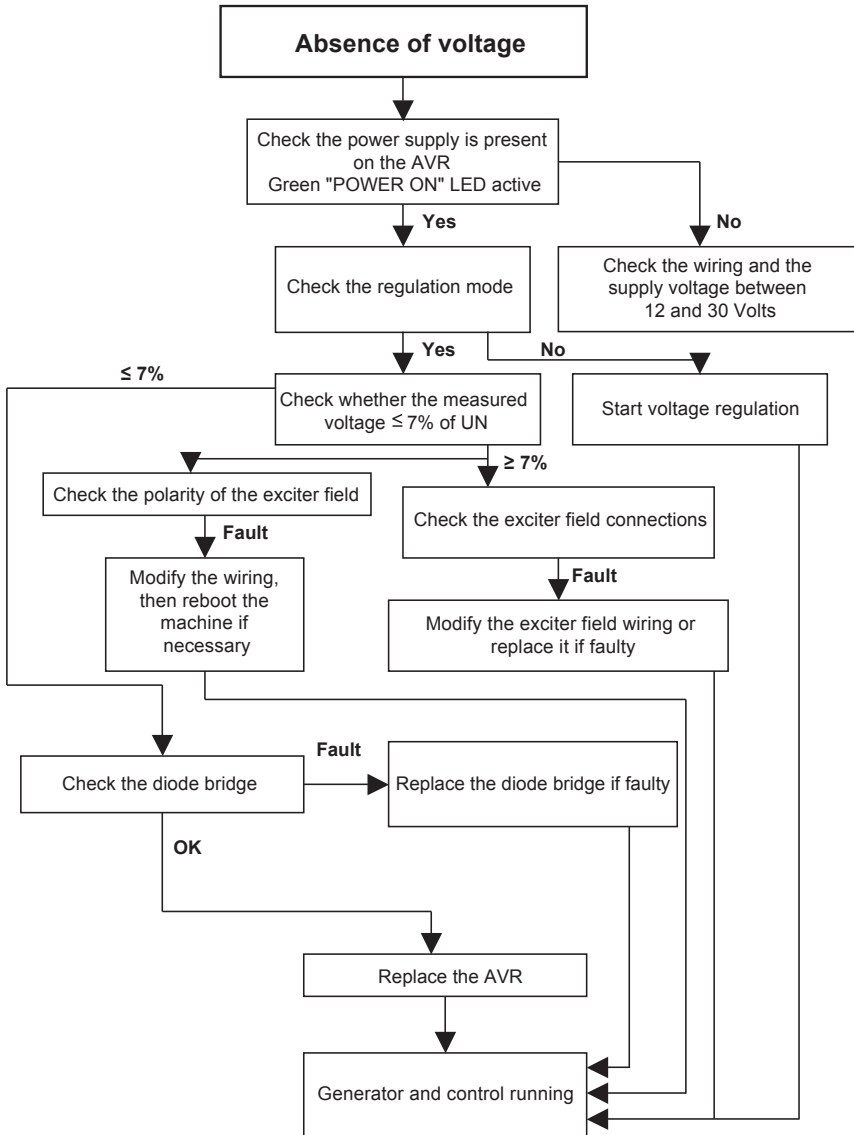 Absence of voltage
Check the power supply is present
on the AVR
Green "POWER ON" LED active
Yes
No
Check the regulation mode
Check the wiring and the
supply voltage between
12 and 30 Volts
Yes
No
≤ 7%
Check whether the measured
voltage ≤ 7% of UN
Start voltage regulation
≥ 7%
Check the polarity of the exciter field
Check the exciter field connections
Fault
Fault
Modify the wiring,
then reboot the
machine if
necessary
Modify the exciter field wiring or
replace it if faulty
Fault
Check the diode bridge
Replace the diode bridge if faulty
OK
Replace the AVR
Generator and control running